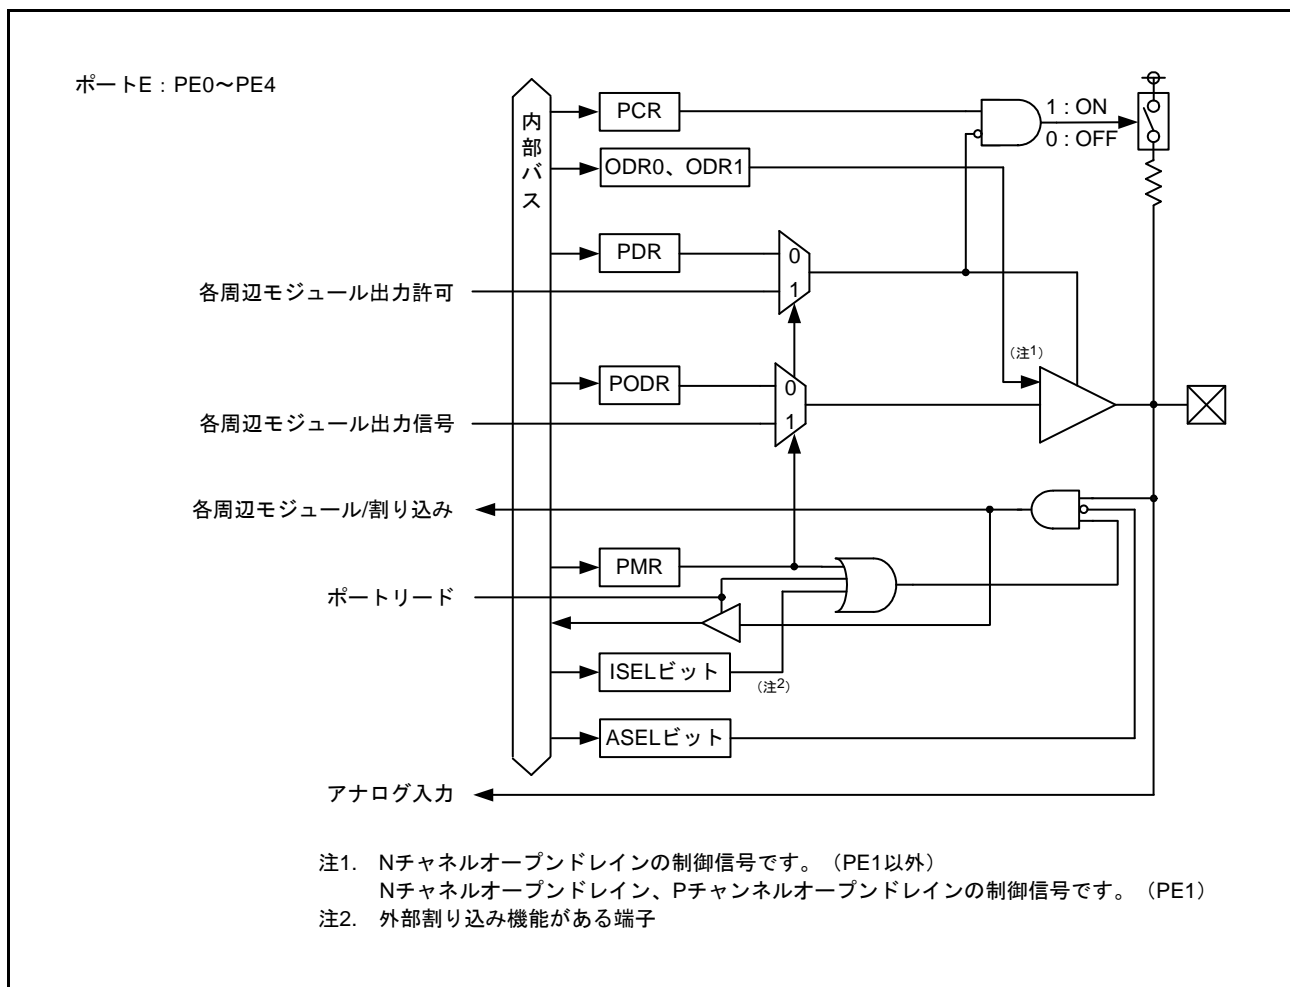 ポートE：PE0～PE4
内部バス
PCR
1 : ON
0 : OFF
ODR0、ODR1
PDR
0
1
各周辺モジュール出力許可
（注1）
PODR
0
1
各周辺モジュール出力信号
各周辺モジュール/割り込み
PMR
ポートリード
ISELビット
（注2）
ASELビット
アナログ入力
注1. Nチャネルオープンドレインの制御信号です。（PE1以外）
Nチャネルオープンドレイン、Pチャンネルオープンドレインの制御信号です。（PE1）
注2. 外部割り込み機能がある端子